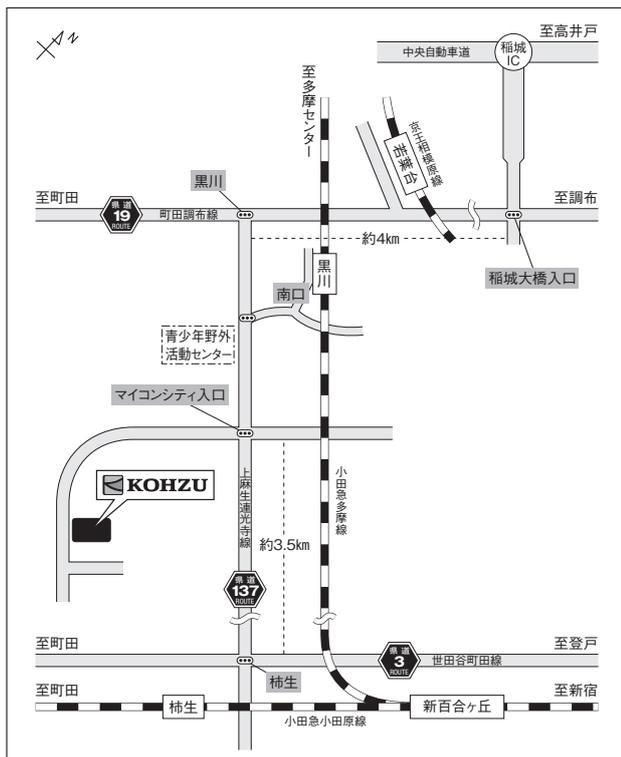 N
至高井戸
中央自動車道
稲城
IC
至多摩センター
京王相模原線
若葉台
黒川
至町田
県道
19
ROUTE
町田調布線
至調布
約4km
稲城大橋入口
黒川
南口
青少年野外
活動センター
マイコンシティ入口
KOHZU
上麻生連光寺線
小田急多摩線
約3.5km
県道
137
ROUTE
至町田
県道
3
ROUTE
世田谷町田線
至登戸
柿生
至町田
柿生
小田急小田原線
新百合ヶ丘
至新宿